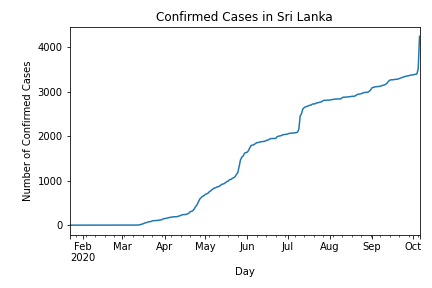 Confirmed Cases in Sri Lanka
Number of Confirmed Cases
4000
3000
2000
1000
0
Feb Mar Apr May Jun Jul Aug Sep Oct
2020
Day